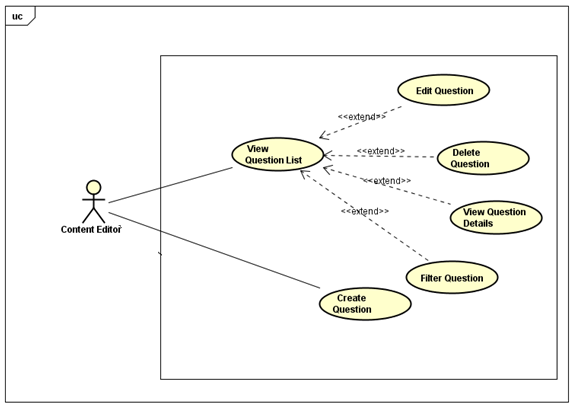 uc
Edit Question
<<extend>>
View
Question List
<<extend>>
Delete
Question
<<extend>>
View Question
Details
<<extend>>
Content Editor
Filter Question
Create
Question